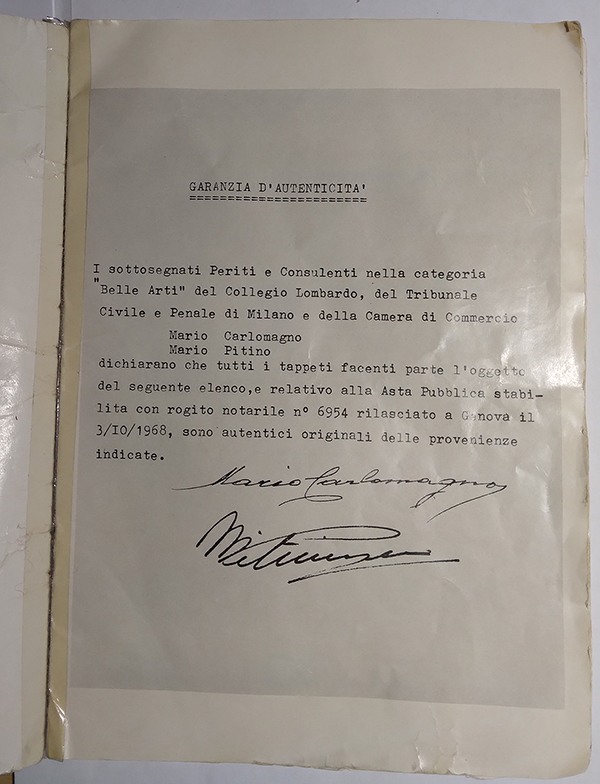 GARANZIA D'AUTENTICITA'
=======================
I sottosegnati Periti e Consulenti nella categoria
"Belle Arti" del Collegio Lombardo, del Tribunale
Civile e Penale di Milano e della Camera di Commercio
Mario Carlomagno
Mario Pitino
dichiarano che tutti i tappeti facenti parte l'oggetto
del seguente elenco,e relativo alla Asta Pubblica stabi-
lita con rogito notarile n° 6954 rilasciato a Genova il
3/IO/1968, sono autentici originali delle provenienze
indicate.
Mario Carlomagno